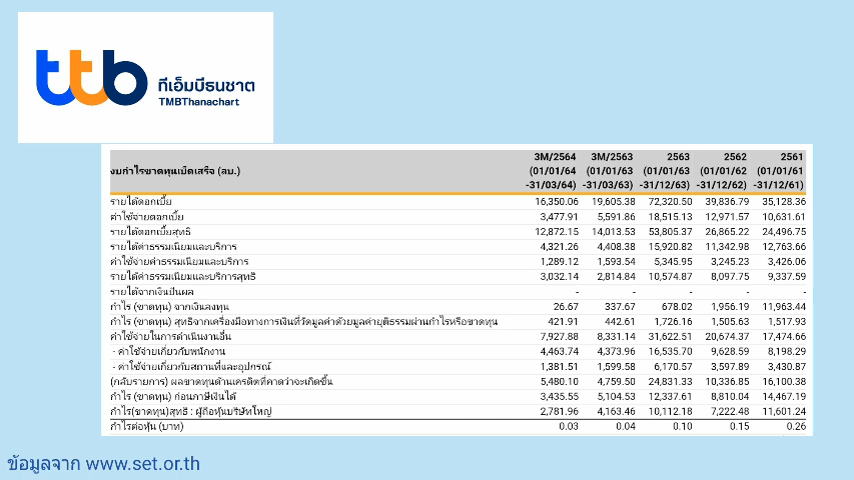 ttb ทีเอ็มบีธนชาต
TMBThanachart
งบกำไรขาดทุนเบ็ดเสร็จ (ลบ.) 3M/2564 (01/01/64 -31/03/64) 3M/2563 (01/01/63 -31/03/63) 2563 (01/01/63 -31/12/63) 2562 (01/01/62 -31/12/62) 2561 (01/01/61 -31/12/61)
รายได้ดอกเบี้ย 16,350.06 19,605.38 72,320.50 39,836.79 35,128.36
ค่าใช้จ่ายดอกเบี้ย 3,477.91 5,591.86 18,515.13 12,971.57 10,631.61
รายได้ดอกเบี้ยสุทธิ 12,872.15 14,013.53 53,805.37 26,865.22 24,496.75
รายได้ค่าธรรมเนียมและบริการ 4,321.26 4,408.38 15,920.82 11,342.98 12,763.66
ค่าใช้จ่ายค่าธรรมเนียมและบริการ 1,289.12 1,593.54 5,345.95 3,245.23 3,426.06
รายได้ค่าธรรมเนียมและบริการสุทธิ 3,032.14 2,814.84 10,574.87 8,097.75 9,337.59
รายได้จากเงินปันผล - - - - -
กำไร (ขาดทุน) จากเงินลงทุน 26.67 337.67 678.02 1,956.19 11,963.44
กำไร (ขาดทุน) สุทธิจากเครื่องมือทางการเงินที่วัดมูลค่าด้วยมูลค่ายุติธรรมผ่านกำไรหรือขาดทุน 421.91 442.61 1,726.16 1,505.63 1,517.93
ค่าใช้จ่ายในการดำเนินงานอื่น 7,927.88 8,331.14 31,622.51 20,674.37 17,474.66
- ค่าใช้จ่ายเกี่ยวกับพนักงาน 4,463.74 4,373.96 16,535.70 9,628.59 8,198.29
- ค่าใช้จ่ายเกี่ยวกับสถานที่และอุปกรณ์ 1,381.51 1,599.58 6,170.57 3,597.89 3,430.87
(กลับรายการ) ผลขาดทุนด้านเครดิตที่คาดว่าจะเกิดขึ้น 5,480.10 4,759.50 24,831.33 10,336.85 16,100.38
กำไร (ขาดทุน) ก่อนภาษีเงินได้ 3,435.55 5,104.53 12,337.61 8,810.04 14,467.19
กำไร(ขาดทุน)สุทธิ : ผู้ถือหุ้นบริษัทใหญ่ 2,781.96 4,163.46 10,112.18 7,222.48 11,601.24
กำไรต่อหุ้น (บาท) 0.03 0.04 0.10 0.15 0.26
ข้อมูลจาก www.set.or.th